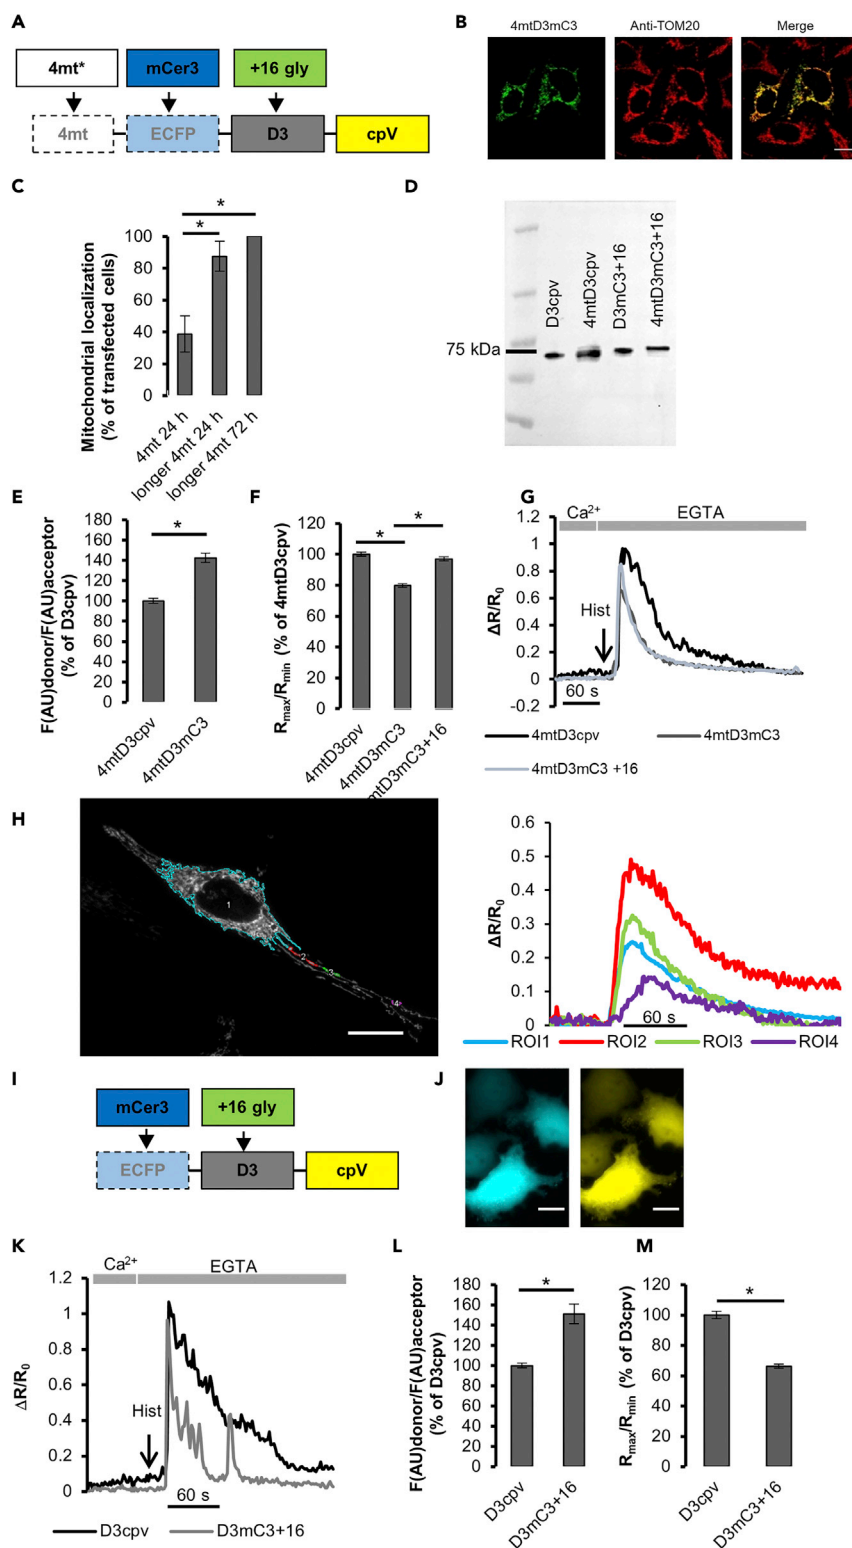 A
4mt*
mCer3
+16 gly
4mt
ECFP
D3
cpV
B
4mtD3mC3
Anti-TOM20
Merge
C
Mitochondrial localization
(% of transfected cells)
100
80
60
40
20
0
*
*
4mt 24 h
longer 4mt 24 h
longer 4mt 72 h
D
D3cpv
4mtD3cpv
D3mC3+16
4mtD3mC3+16
75 kDa
E
F(AU)donor/F(AU)acceptor
(% of D3cpv)
180
160
140
120
100
80
60
40
20
0
*
4mtD3cpv
4mtD3mC3
F
Rmax/Rmin (% of 4mtD3cpv)
120
100
80
60
40
20
0
*
*
4mtD3cpv
4mtD3mC3
mtD3mC3+16
G
Ca2+
EGTA
ΔR/R0
1.2
1
0.8
0.6
0.4
0.2
0
-0.2
Hist
60 s
4mtD3cpv
4mtD3mC3
4mtD3mC3 +16
H
1
2
3
4
ΔR/R0
0.6
0.5
0.4
0.3
0.2
0.1
0
60 s
ROI1
ROI2
ROI3
ROI4
I
mCer3
+16 gly
ECFP
D3
cpV
J
K
Ca2+
EGTA
ΔR/R0
1.2
1
0.8
0.6
0.4
0.2
0
Hist
60 s
D3cpv
D3mC3+16
L
F(AU)donor/F(AU)acceptor
(% of D3cpv)
180
160
140
120
100
80
60
40
20
0
*
D3cpv
D3mC3+16
M
Rmax/Rmin (% of D3cpv)
120
100
80
60
40
20
0
*
D3cpv
D3mC3+16